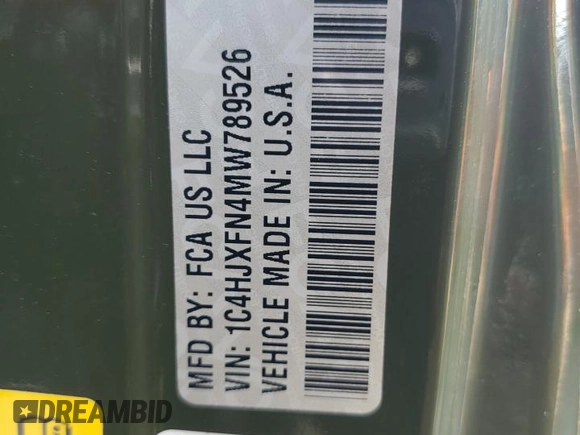 MFD BY: FCA US LLC
VIN: 1C4HJXFN4MW789526
VEHICLE MADE IN: U.S.A.
DREAMBID